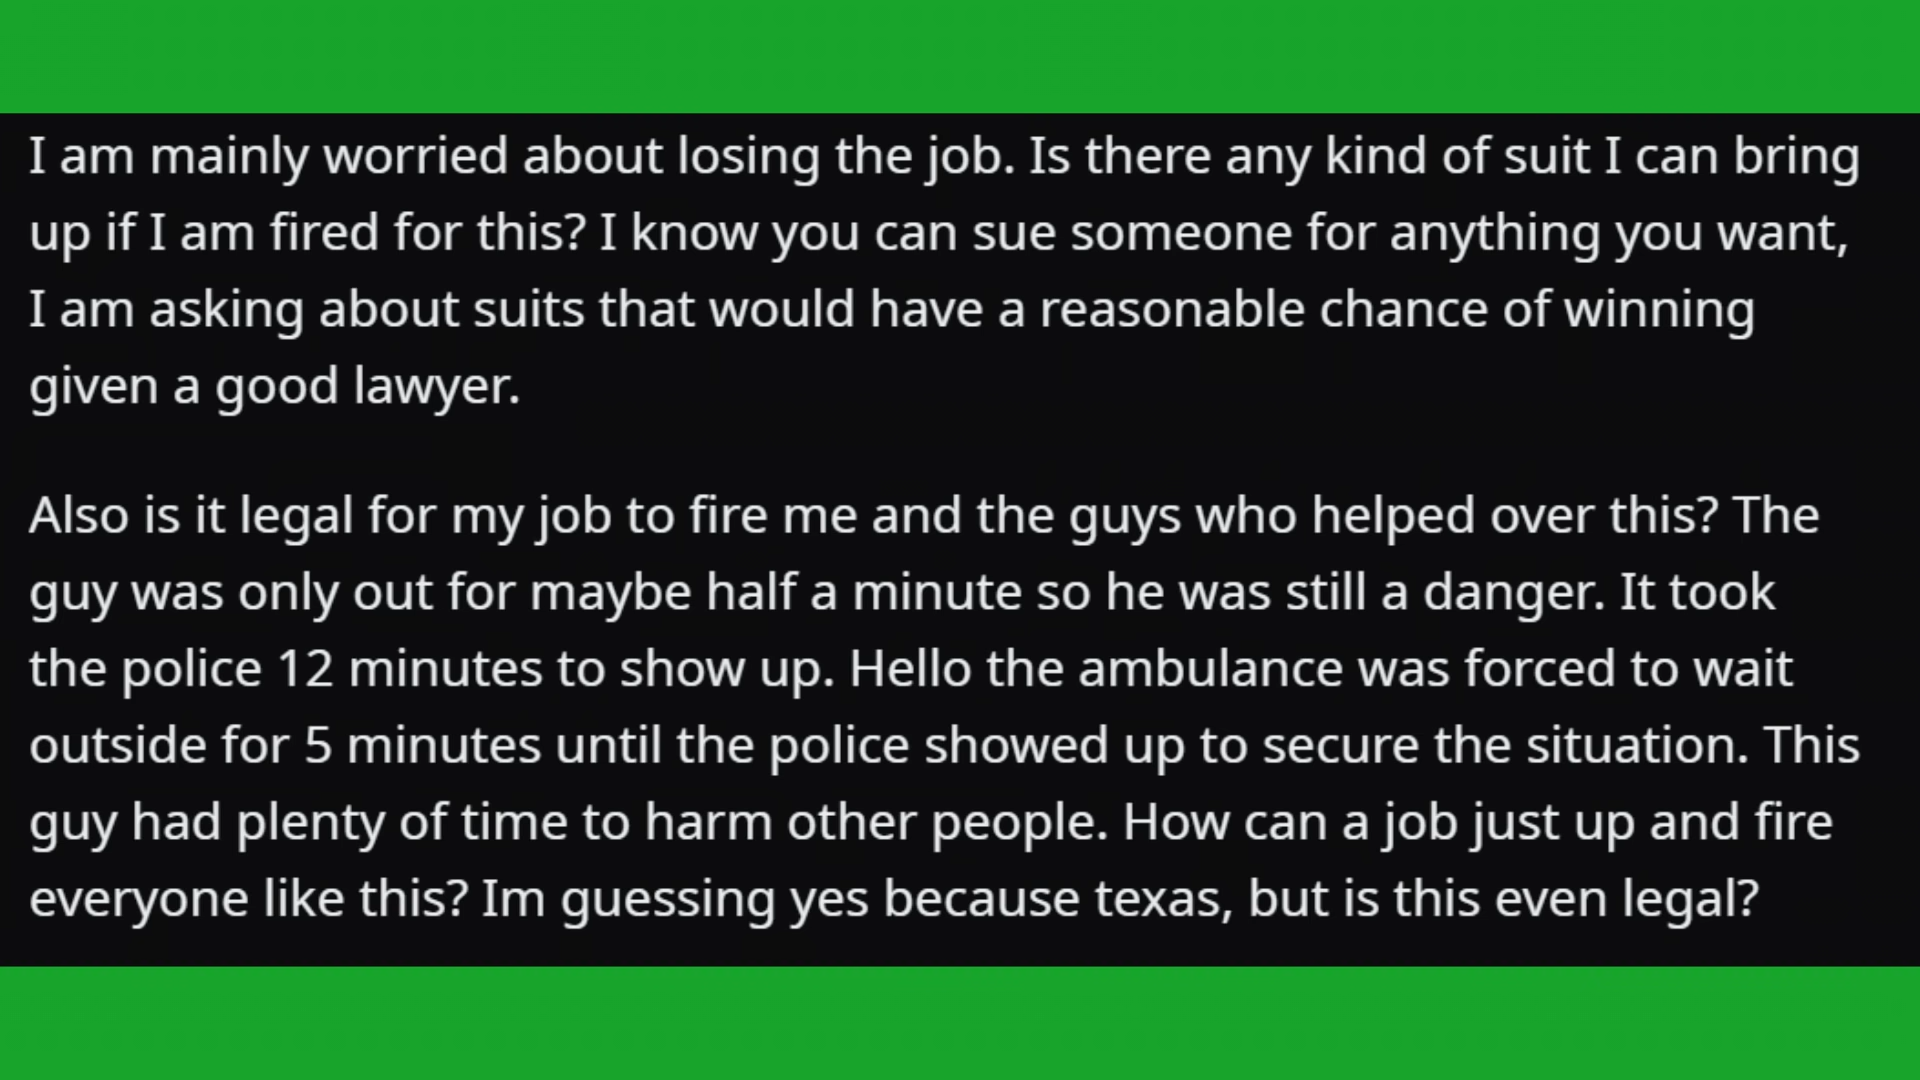 I am mainly worried about losing the job. Is there any kind of suit I can bring
up if I am fired for this? I know you can sue someone for anything you want,
I am asking about suits that would have a reasonable chance of winning
given a good lawyer.
Also is it legal for my job to fire me and the guys who helped over this? The
guy was only out for maybe half a minute so he was still a danger. It took
the police 12 minutes to show up. Hello the ambulance was forced to wait
outside for 5 minutes until the police showed up to secure the situation. This
guy had plenty of time to harm other people. How can a job just up and fire
everyone like this? Im guessing yes because texas, but is this even legal?